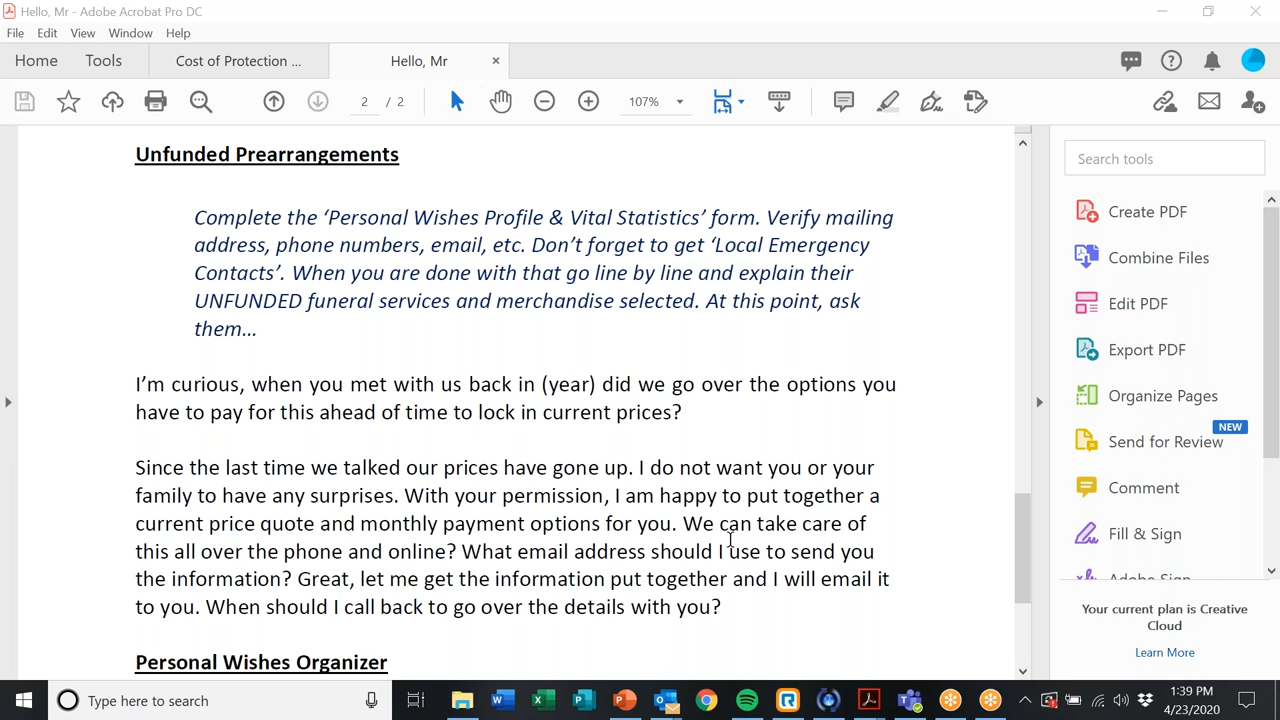 Hello, Mr - Adobe Acrobat Pro DC
File Edit View Window Help
Home Tools Cost of Protection ... Hello, Mr ×
2 / 2 107%
Unfunded Prearrangements
Complete the ‘Personal Wishes Profile & Vital Statistics’ form. Verify mailing
address, phone numbers, email, etc. Don’t forget to get ‘Local Emergency
Contacts’. When you are done with that go line by line and explain their
UNFUNDED funeral services and merchandise selected. At this point, ask
them…
I’m curious, when you met with us back in (year) did we go over the options you
have to pay for this ahead of time to lock in current prices?
Since the last time we talked our prices have gone up. I do not want you or your
family to have any surprises. With your permission, I am happy to put together a
current price quote and monthly payment options for you. We can take care of
this all over the phone and online? What email address should I use to send you
the information? Great, let me get the information put together and I will email it
to you. When should I call back to go over the details with you?
Personal Wishes Organizer
Search tools
Create PDF
Combine Files
Edit PDF
Export PDF
Organize Pages
NEW
Send for Review
Comment
Fill & Sign
Adobe Sign
Your current plan is Creative
Cloud
Learn More
Type here to search
1:39 PM
4/23/2020